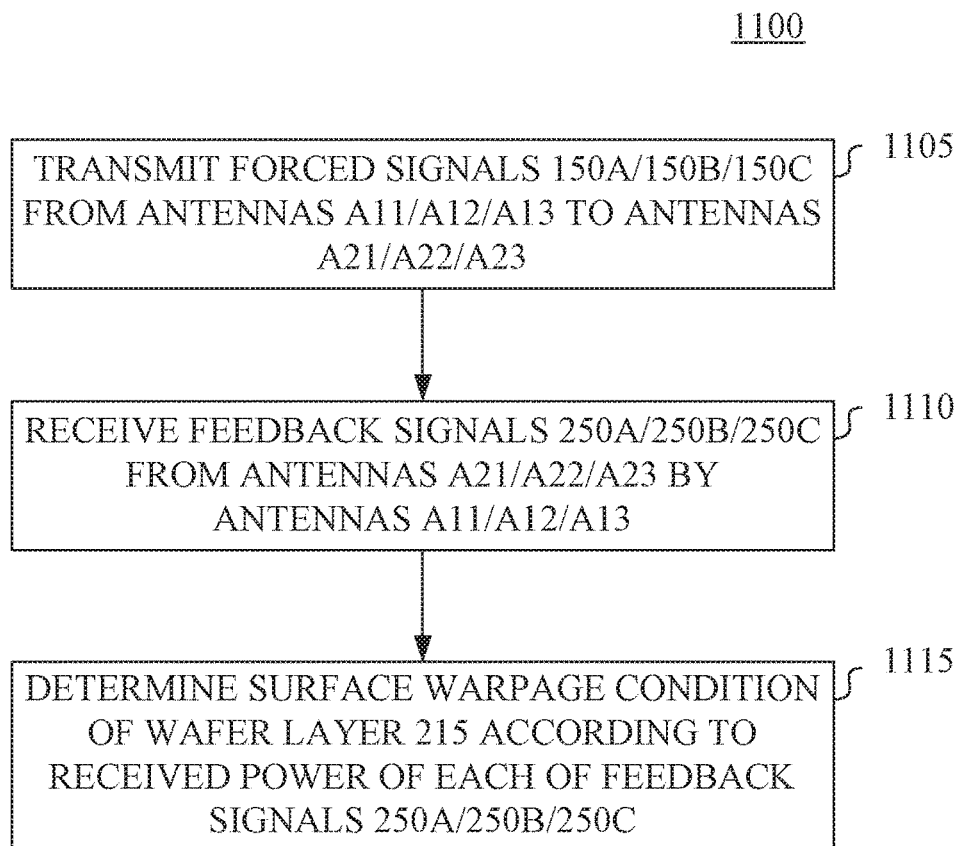 1100
1105
TRANSMIT FORCED SIGNALS 150A/150B/150C
FROM ANTENNAS A11/A12/A13 TO ANTENNAS
A21/A22/A23
1110
RECEIVE FEEDBACK SIGNALS 250A/250B/250C
FROM ANTENNAS A21/A22/A23 BY
ANTENNAS A11/A12/A13
1115
DETERMINE SURFACE WARPAGE CONDITION
OF WAFER LAYER 215 ACCORDING TO
RECEIVED POWER OF EACH OF FEEDBACK
SIGNALS 250A/250B/250C